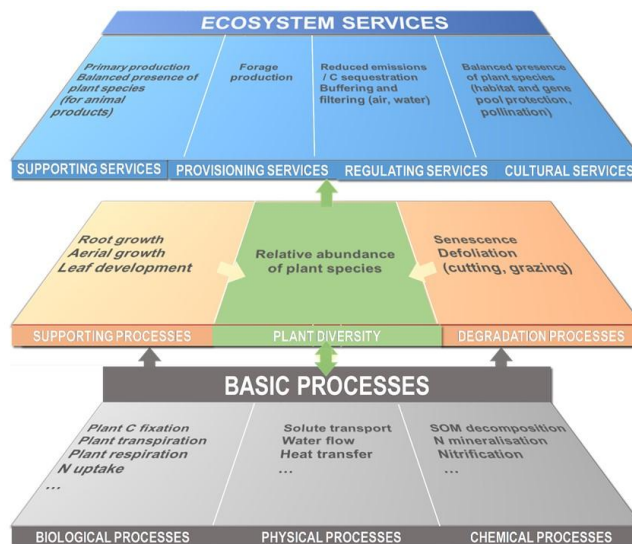 ECOSYSTEM SERVICES
Primary production
Balanced presence of
plant species
(for animal
products)
Forage
production
Reduced emissions
/ C sequestration
Buffering and
filtering (air, water)
Balanced presence
of plant species
(habitat and gene
pool protection,
pollination)
SUPPORTING SERVICES
PROVISIONING SERVICES
REGULATING SERVICES
CULTURAL SERVICES
Root growth
Aerial growth
Leaf development
Relative abundance
of plant species
Senescence
Defoliation
(cutting, grazing)
SUPPORTING PROCESSES
PLANT DIVERSITY
DEGRADATION PROCESSES
BASIC PROCESSES
Plant C fixation
Plant transpiration
Plant respiration
N uptake
...
Solute transport
Water flow
Heat transfer
...
SOM decomposition
N mineralisation
Nitrification
...
BIOLOGICAL PROCESSES
PHYSICAL PROCESSES
CHEMICAL PROCESSES